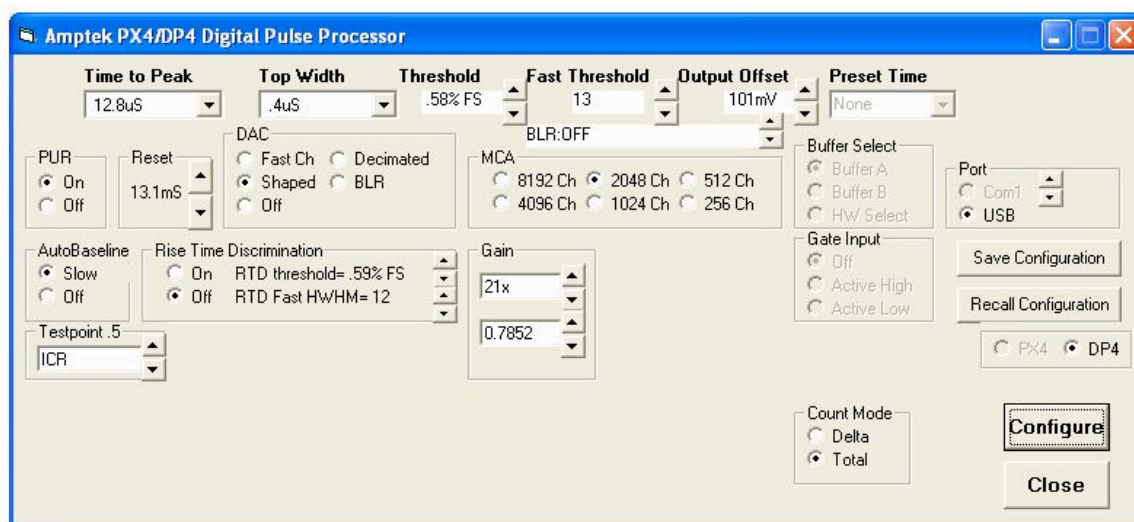 Amptek PX4/DP4 Digital Pulse Processor
Time to Peak
Top Width
Threshold
Fast Threshold
Output Offset
Preset Time
12.8uS
.4uS
.58% FS
13
101mV
None
BLR:OFF
PUR
On
Off
Reset
13.1mS
DAC
Fast Ch
Decimated
Shaped
BLR
Off
MCA
8192 Ch
2048 Ch
512 Ch
4096 Ch
1024 Ch
256 Ch
Buffer Select
Buffer A
Buffer B
HW Select
Port
Com1
USB
AutoBaseline
Slow
Off
Rise Time Discrimination
On
RTD threshold= .59% FS
Off
RTD Fast HWHM= 12
Gain
21x
0.7852
Gate Input
Off
Active High
Active Low
Save Configuration
Recall Configuration
PX4
DP4
Testpoint .5
ICR
Count Mode
Delta
Total
Configure
Close